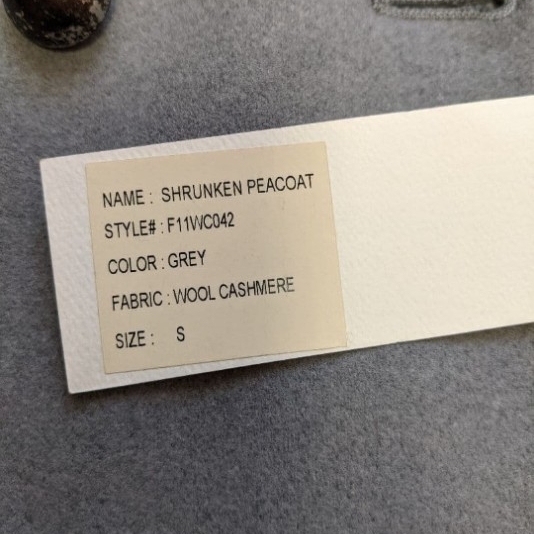 NAME : SHRUNKEN PEACOAT
STYLE# : F11WC042
COLOR : GREY
FABRIC : WOOL CASHMERE
SIZE : S